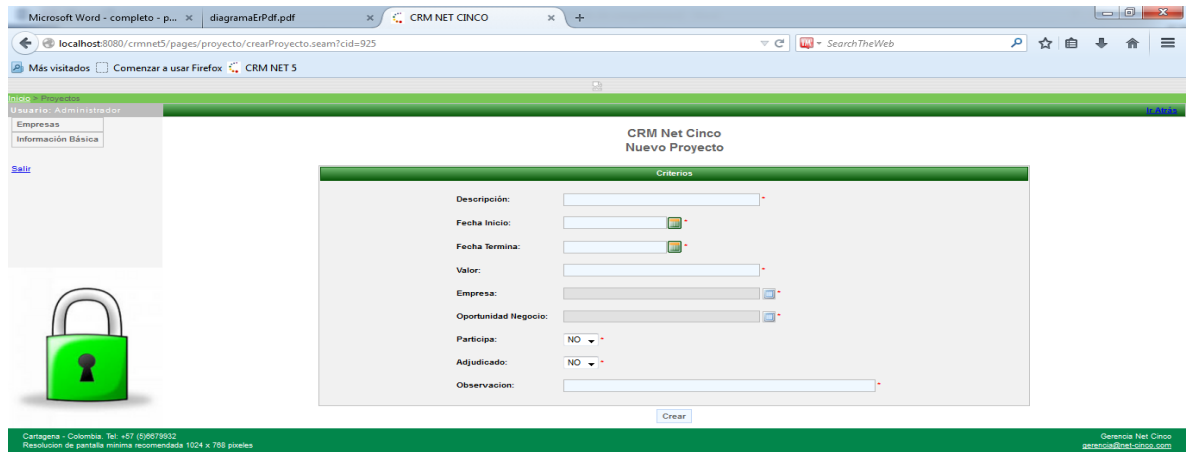 Microsoft Word - completo - p... × diagramaErPdf.pdf × CRM NET CINCO × +
localhost:8080/crmnet5/pages/proyecto/crearProyecto.seam?cid=925 SearchTheWeb
Más visitados Comenzar a usar Firefox CRM NET 5
Inicio > Proyectos
Usuario: Administrador Ir Atrás
Empresas
Información Básica
Salir
CRM Net Cinco
Nuevo Proyecto
Criterios
Descripción: *
Fecha Inicio: *
Fecha Termina: *
Valor: *
Empresa: *
Oportunidad Negocio: *
Participa: NO *
Adjudicado: NO *
Observacion: *
Crear
Cartagena - Colombia. Tel: +57 (5)6679932 Gerencia Net Cinco
Resolucion de pantalla minima recomendada 1024 x 768 pixeles gerencia@net-cinco.com